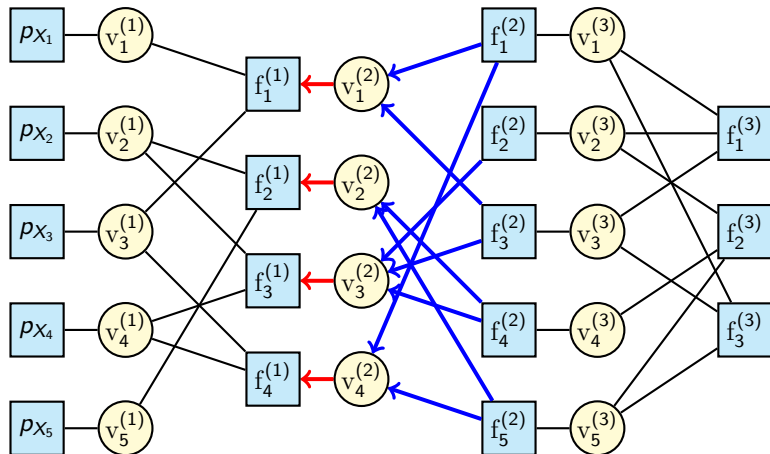 p_{X_1} v_1^{(1)} f_1^{(2)} v_1^{(3)}
f_1^{(1)} v_1^{(2)}
p_{X_2} v_2^{(1)} f_2^{(2)} v_2^{(3)} f_1^{(3)}
f_2^{(1)} v_2^{(2)}
p_{X_3} v_3^{(1)} f_3^{(2)} v_3^{(3)} f_2^{(3)}
f_3^{(1)} v_3^{(2)}
p_{X_4} v_4^{(1)} f_4^{(2)} v_4^{(3)} f_3^{(3)}
f_4^{(1)} v_4^{(2)}
p_{X_5} v_5^{(1)} f_5^{(2)} v_5^{(3)}